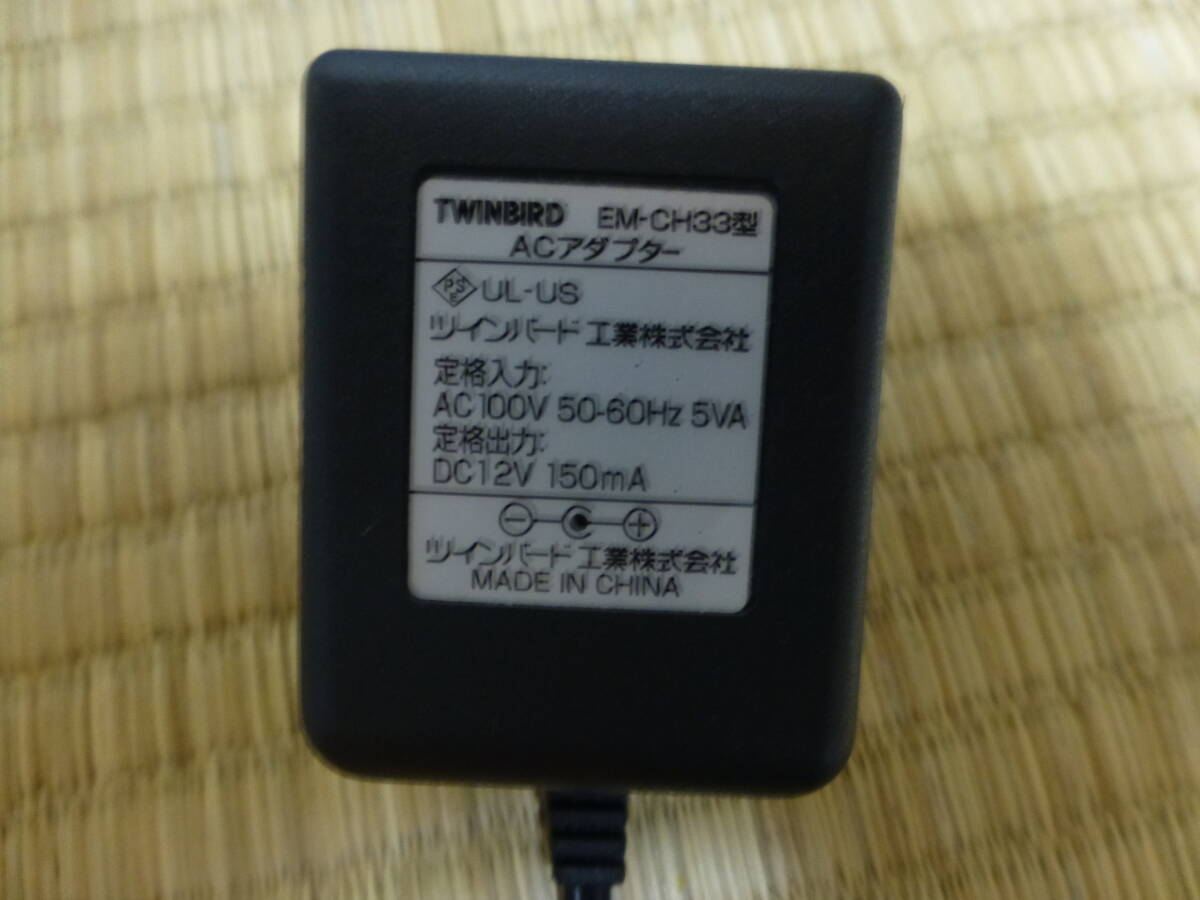 TWINBIRD EM-CH33型
ACアダプター
PSE UL-US
ツインバード工業株式会社
定格入力:
AC100V 50-60Hz 5VA
定格出力:
DC12V 150mA
ツインバード工業株式会社
MADE IN CHINA